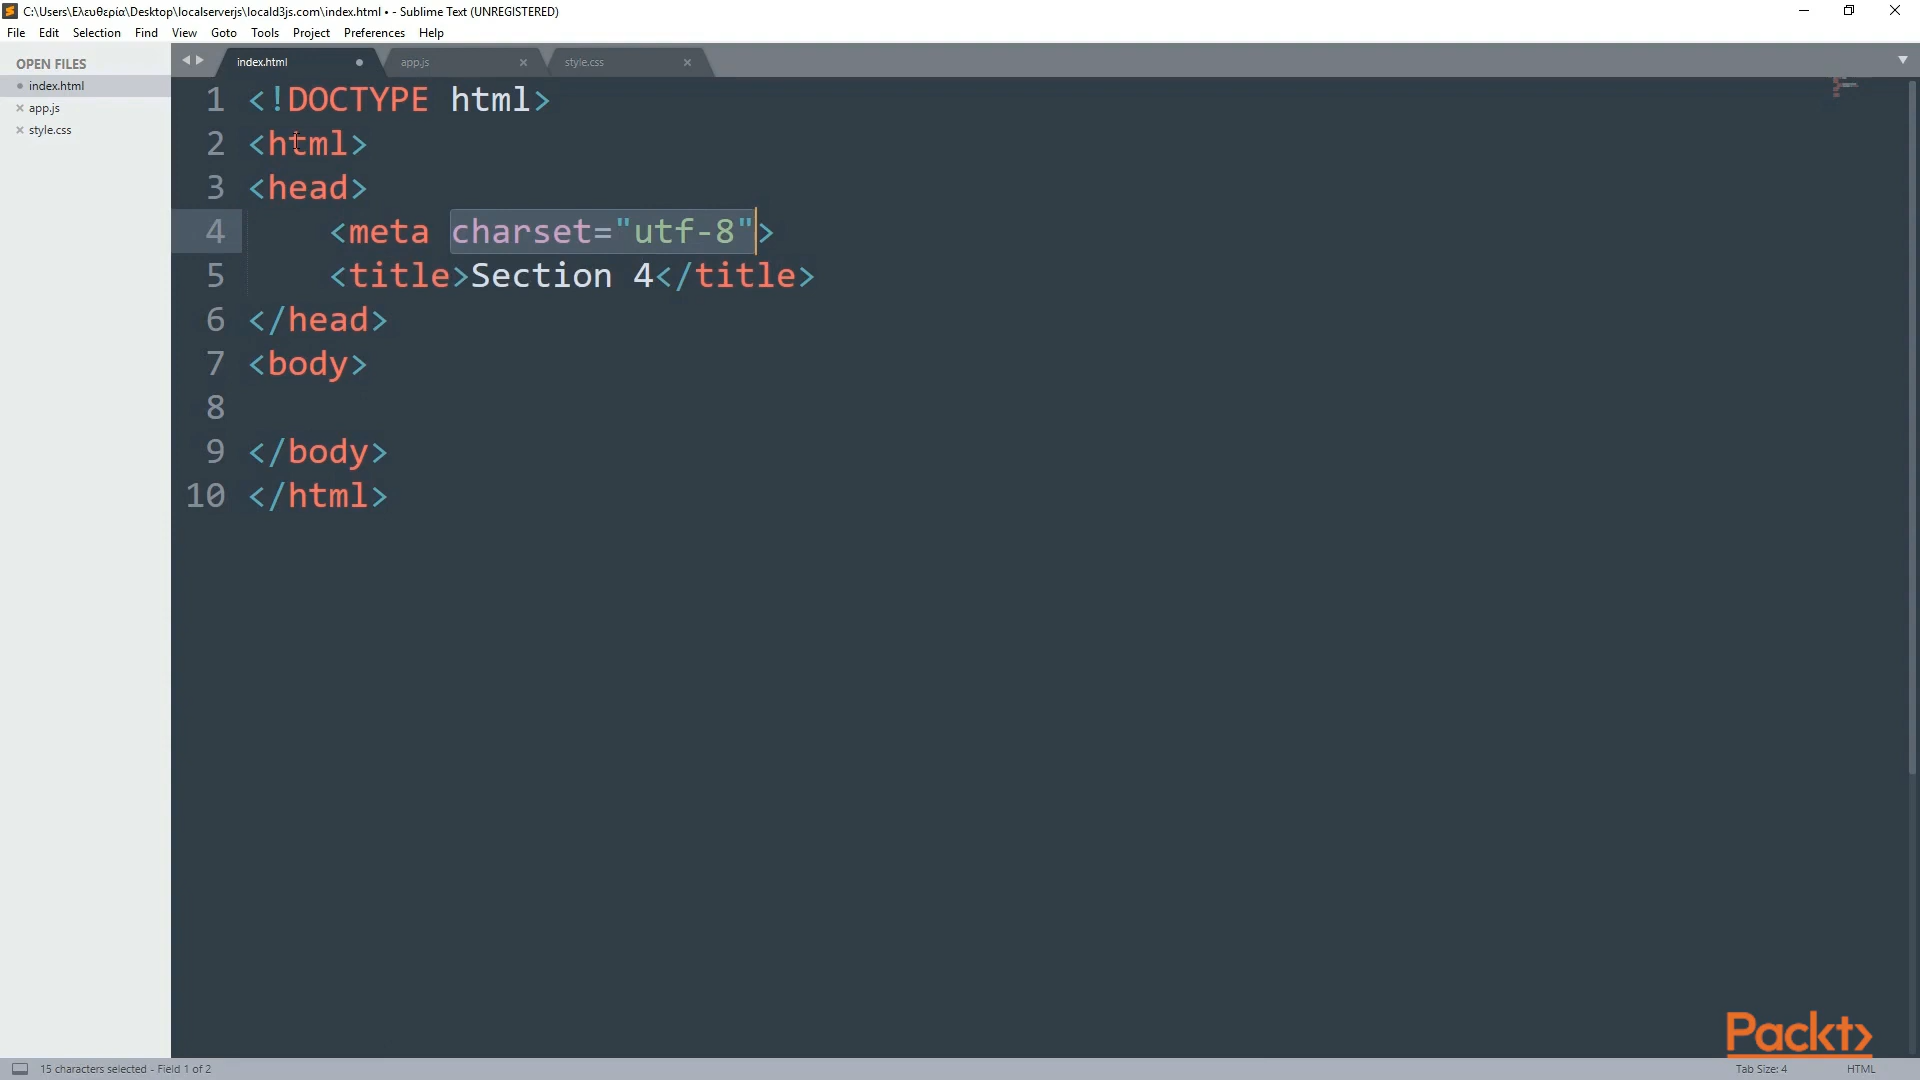 C:\Users\Ελευθερία\Desktop\localserverjs\locald3js.com\index.html • - Sublime Text (UNREGISTERED)
File Edit Selection Find View Goto Tools Project Preferences Help
OPEN FILES
index.html
app.js
style.css
index.html app.js style.css
1 <!DOCTYPE html>
2 <html>
3 <head>
4 <meta charset="utf-8">
5 <title>Section 4</title>
6 </head>
7 <body>
8
9 </body>
10 </html>
Packt>
15 characters selected - Field 1 of 2
Tab Size: 4 HTML